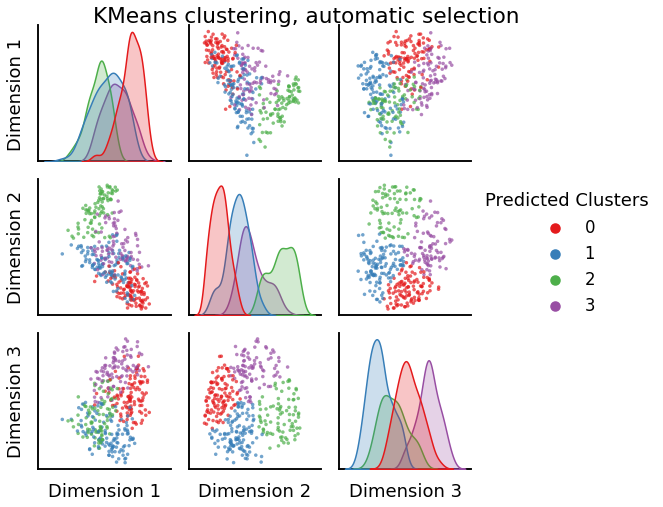 KMeans clustering, automatic selection
Dimension 1
Dimension 2
Dimension 3
Predicted Clusters
0
1
2
3
Dimension 1
Dimension 2
Dimension 3